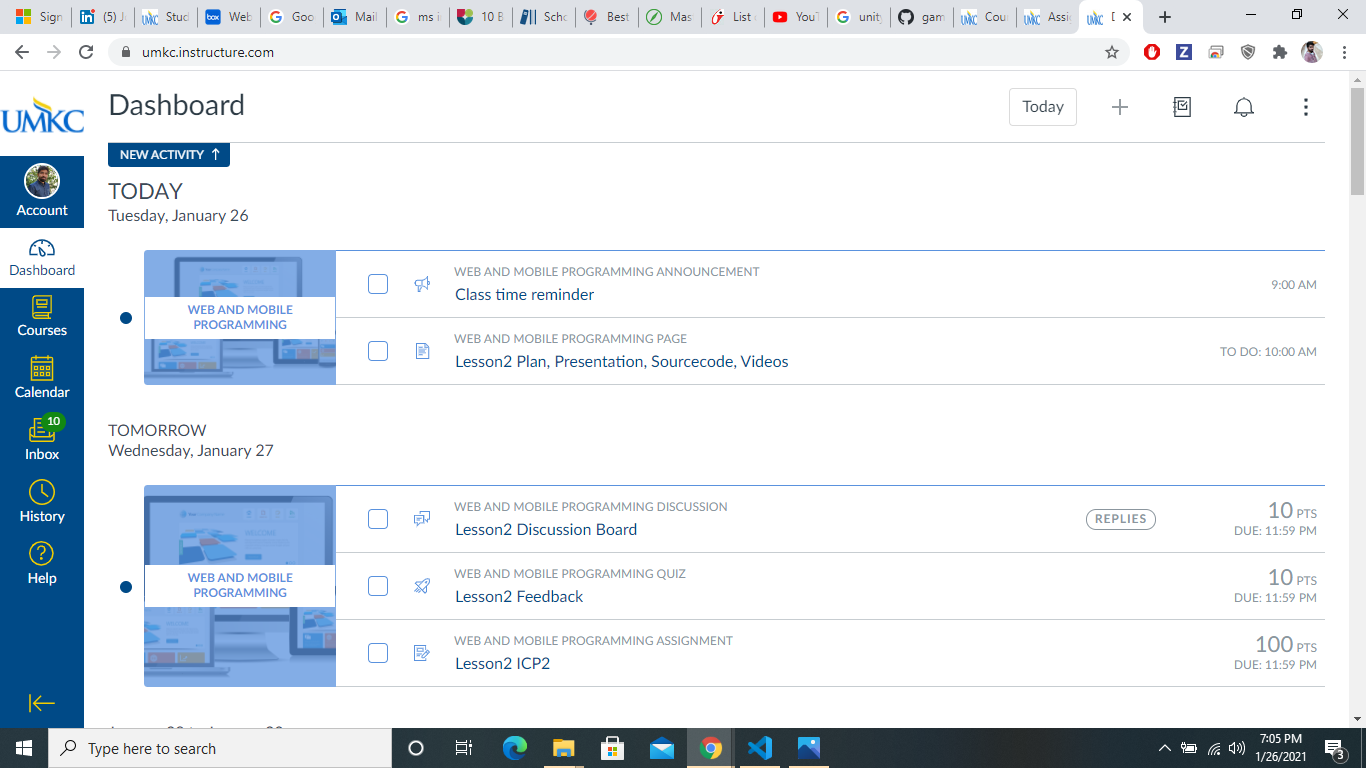 Sign
(5) J
Stud
box
Web
Goo
Mail
ms i
10 B
Scho
Best
Mas
List
YouT
unity
gam
Cou
Assi
umkc.instructure.com
UMKC
Account
Dashboard
Courses
Calendar
10
Inbox
History
Help
Dashboard
Today
NEW ACTIVITY ↑
TODAY
Tuesday, January 26
WEB AND MOBILE
PROGRAMMING
WEB AND MOBILE PROGRAMMING ANNOUNCEMENT
Class time reminder
9:00 AM
WEB AND MOBILE PROGRAMMING PAGE
Lesson2 Plan, Presentation, Sourcecode, Videos
TO DO: 10:00 AM
TOMORROW
Wednesday, January 27
WELCOME
WEB AND MOBILE
PROGRAMMING
WEB AND MOBILE PROGRAMMING DISCUSSION
Lesson2 Discussion Board
REPLIES
10 PTS
DUE: 11:59 PM
WEB AND MOBILE PROGRAMMING QUIZ
Lesson2 Feedback
10 PTS
DUE: 11:59 PM
WEB AND MOBILE PROGRAMMING ASSIGNMENT
Lesson2 ICP2
100 PTS
DUE: 11:59 PM
Type here to search
7:05 PM
1/26/2021
3